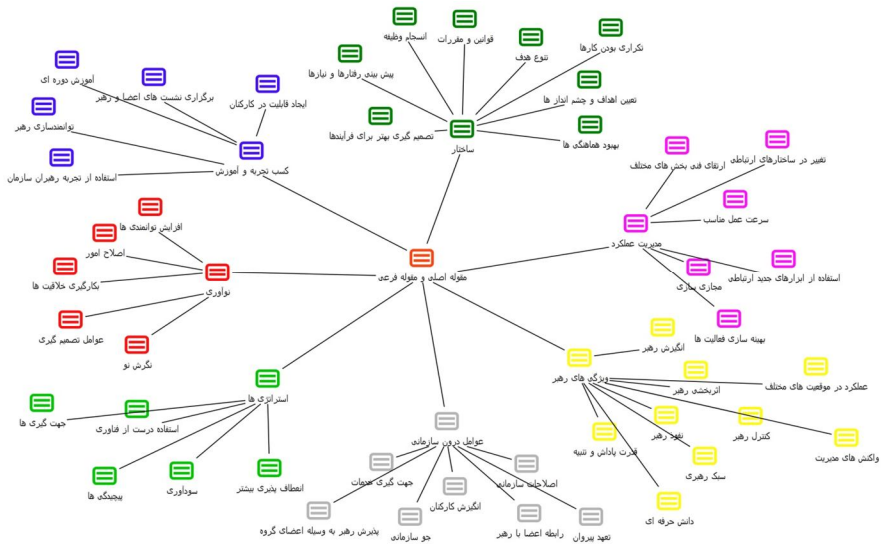 انسجام وظیفه
قوانین و مقررات
تکراری بودن کارها
تنوع هدف
پیش بینی رفتارها و نیازها
تعیین اهداف و چشم انداز ها
تصمیم گیری بهتر برای فرآیندها
بهبود هماهنگی ها
ساختار
آموزش دوره ای
برگزاری نشست های اعضا و رهبر
ایجاد قابلیت در کارکنان
توانمندسازی رهبر
استفاده از تجربه رهبران سازمان
کسب تجربه و آموزش
ارتقای فنی بخش های مختلف
تغییر در ساختارهای ارتباطی
سرعت عمل مناسب
مدیریت عملکرد
مجازی سازی
استفاده از ابزارهای جدید ارتباطی
بهینه سازی فعالیت ها
مقوله اصلی و مقوله فرعی
افزایش توانمندی ها
اصلاح امور
بکارگیری خلاقیت ها
نوآوری
عوامل تصمیم گیری
نگرش نو
انگیزش رهبر
ویژگی های رهبر
اثربخشی رهبر
عملکرد در موقعیت های مختلف
نفوذ رهبر
کنترل رهبر
قدرت پاداش و تنبیه
سبک رهبری
واکنش های مدیریت
دانش حرفه ای
استراتژی ها
جهت گیری ها
استفاده درست از فناوری
پیچیدگی ها
سودآوری
انعطاف پذیری بیشتر
عوامل درون سازمانی
جهت گیری خدمات
اصلاحات سازمانی
انگیزش کارکنان
پذیرش رهبر به وسیله اعضای گروه
جو سازمانی
رابطه اعضا با رهبر
تعهد پیروان